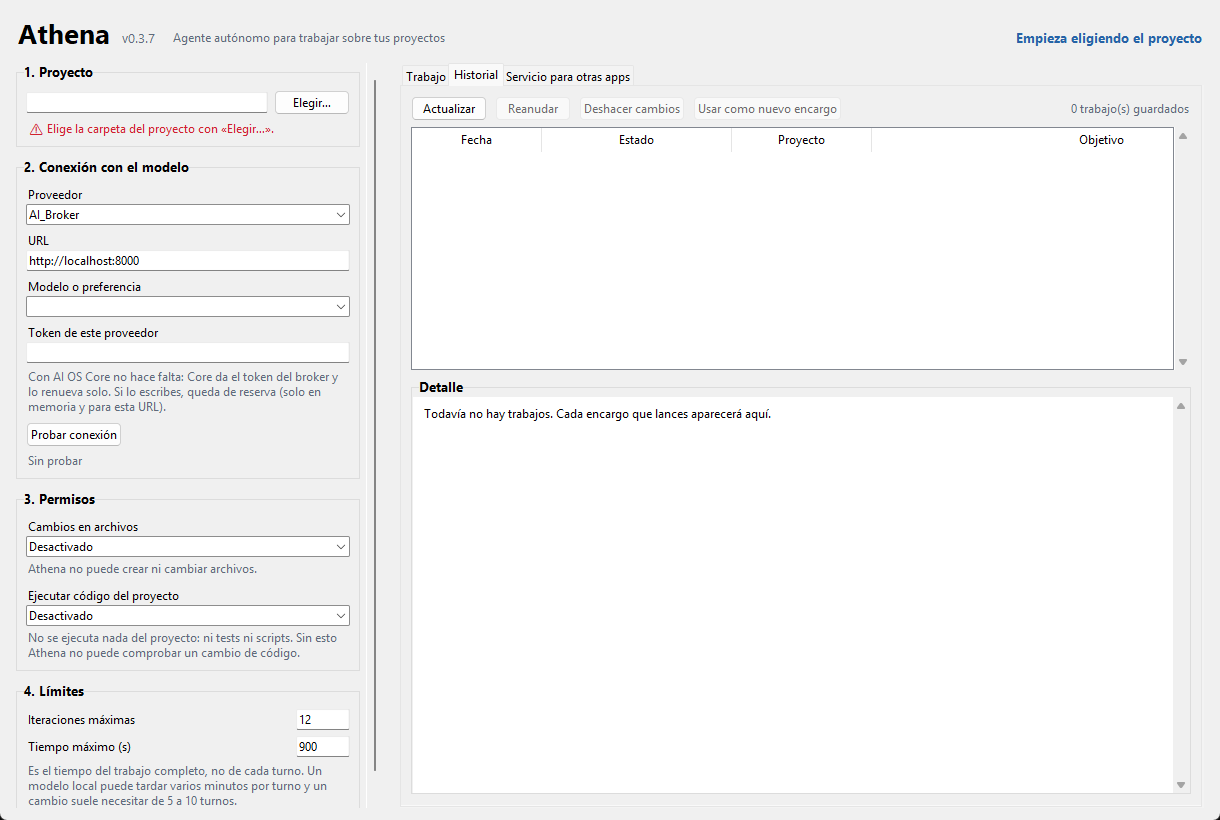 Athena v0.3.7 Agente autónomo para trabajar sobre tus proyectos
Empieza eligiendo el proyecto
1. Proyecto
Elegir...
⚠ Elige la carpeta del proyecto con «Elegir...».
2. Conexión con el modelo
Proveedor
AI_Broker
URL
http://localhost:8000
Modelo o preferencia
Token de este proveedor
Con AI OS Core no hace falta: Core da el token del broker y
lo renueva solo. Si lo escribes, queda de reserva (solo en
memoria y para esta URL).
Probar conexión
Sin probar
3. Permisos
Cambios en archivos
Desactivado
Athena no puede crear ni cambiar archivos.
Ejecutar código del proyecto
Desactivado
No se ejecuta nada del proyecto: ni tests ni scripts. Sin esto
Athena no puede comprobar un cambio de código.
4. Límites
Iteraciones máximas 12
Tiempo máximo (s) 900
Es el tiempo del trabajo completo, no de cada turno. Un
modelo local puede tardar varios minutos por turno y un
cambio suele necesitar de 5 a 10 turnos.
Trabajo Historial Servicio para otras apps
Actualizar Reanudar Deshacer cambios Usar como nuevo encargo 0 trabajo(s) guardados
Fecha Estado Proyecto Objetivo
Detalle
Todavía no hay trabajos. Cada encargo que lances aparecerá aquí.